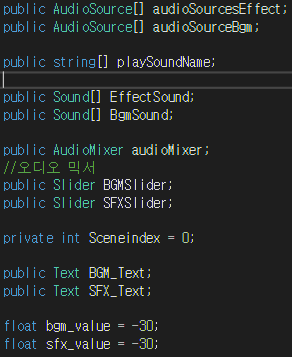 public AudioSource[] audioSourcesEffect;
public AudioSource[] audioSourceBgm;
public string[] playSoundName;
public Sound[] EffectSound;
public Sound[] BgmSound;
public AudioMixer audioMixer;
//오디오 믹서
public Slider BGMSlider;
public Slider SFXSlider;
private int Sceneindex = 0;
public Text BGM_Text;
public Text SFX_Text;
float bgm_value = -30;
float sfx_value = -30;